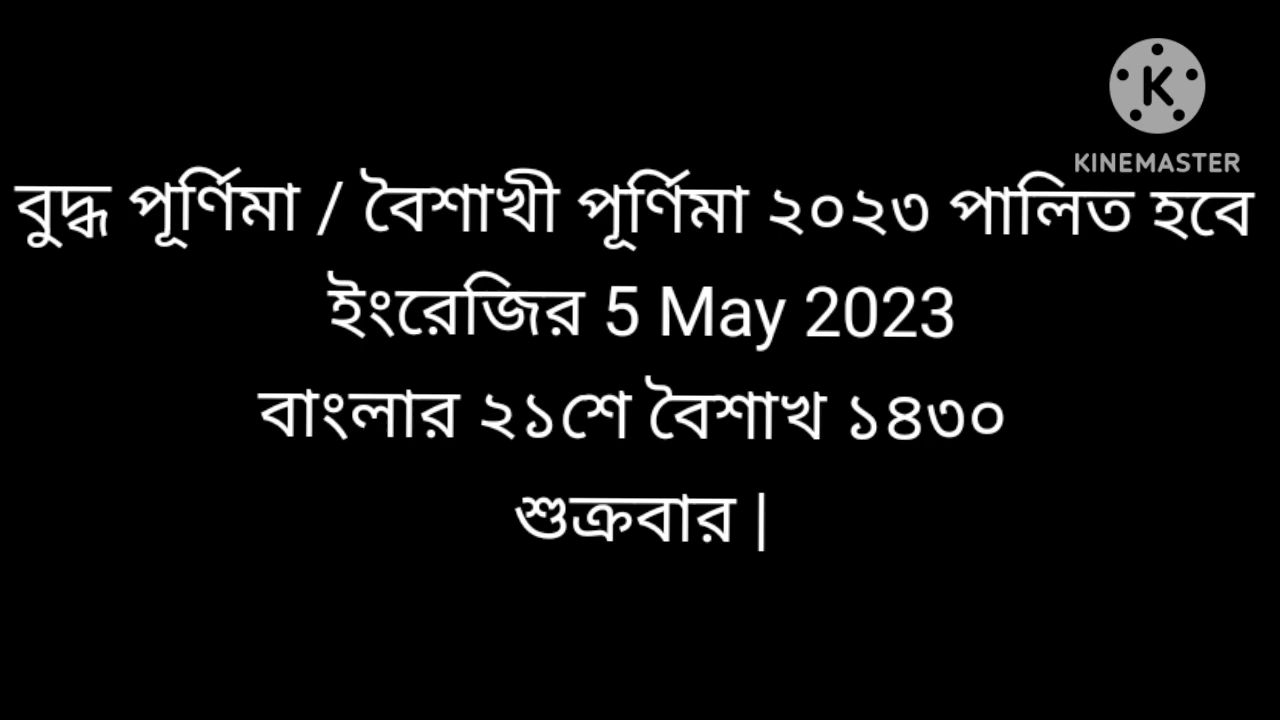 KINEMASTER
বুদ্ধ পূর্ণিমা / বৈশাখী পূর্ণিমা ২০২৩ পালিত হবে
ইংরেজির 5 May 2023
বাংলার ২১শে বৈশাখ ১৪৩০
শুক্রবার |